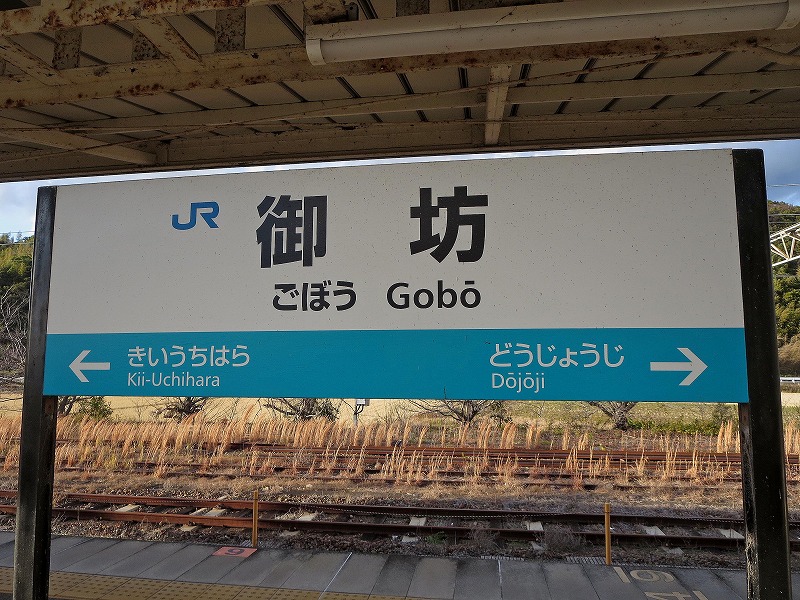 JR 御坊
ごぼう Gobō
← きいうちはら どうじょうじ →
Kii-Uchihara Dōjōji
9